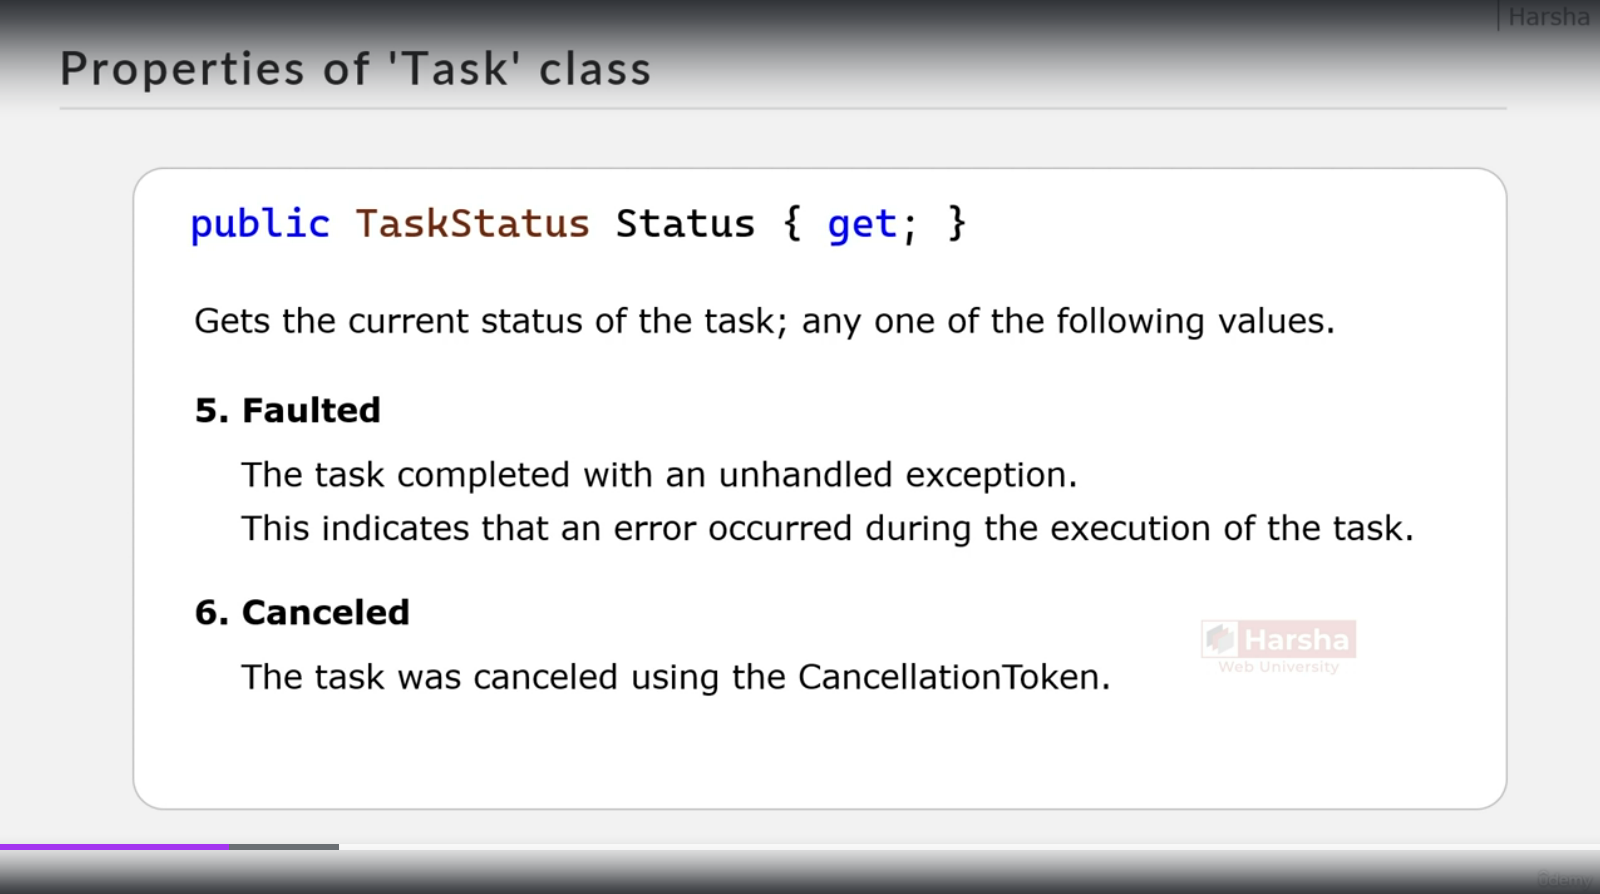 Harsha
Properties of 'Task' class
public TaskStatus Status { get; }
Gets the current status of the task; any one of the following values.
5. Faulted
The task completed with an unhandled exception.
This indicates that an error occurred during the execution of the task.
6. Canceled
Harsha
Web University
The task was canceled using the CancellationToken.
ûdemy